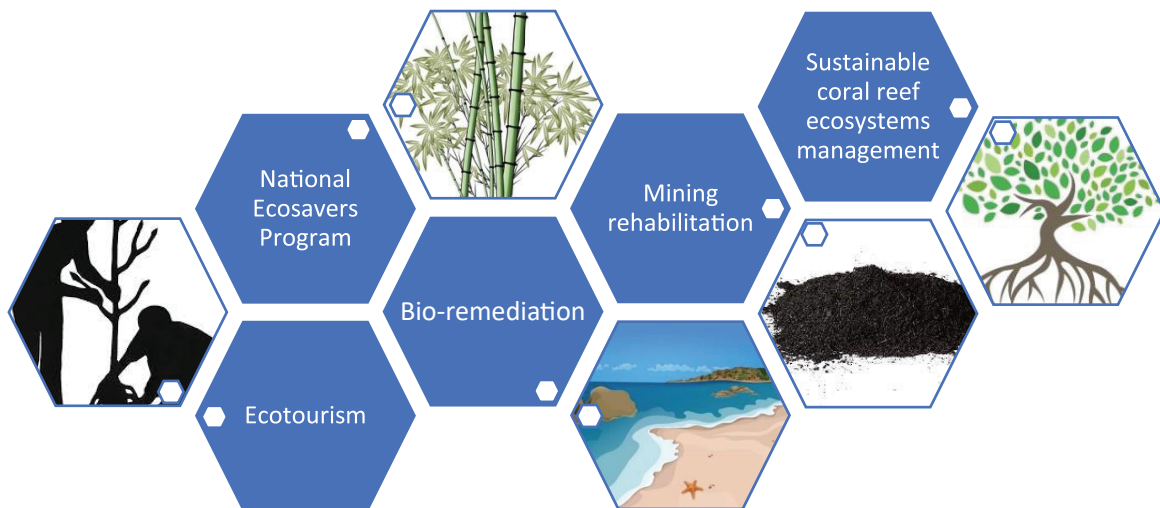 National
Ecosavers
Program
Ecotourism
Bio-remediation
Mining
rehabilitation
Sustainable
coral reef
ecosystems
management